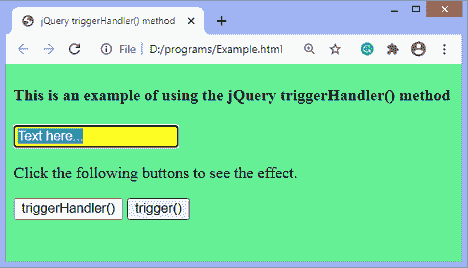 jQuery triggerHandler() method
File | D:/programs/Example.html
This is an example of using the jQuery triggerHandler() method
Text here...
Click the following buttons to see the effect.
triggerHandler() trigger()